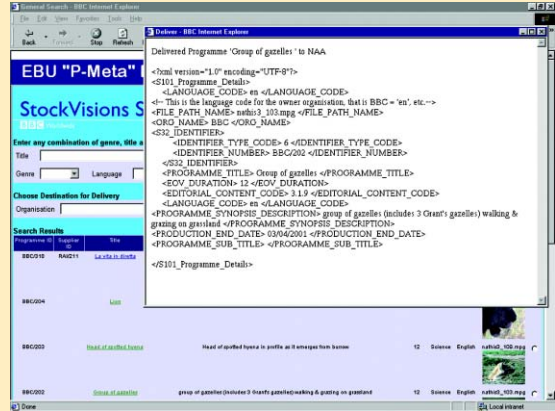 General Search - BBC Internet Explorer
File Edit View Favorites Tools Help
Back Forward Stop Refresh
EBU "P-Meta"
StockVisions S
BBC
Enter any combination of genre, title a
Title
Genre Language
Choose Destination for Delivery
Organisation
Search Results
Programme ID Supplier ID Title
BBC/010 RAI/211 La vita in diretta
BBC/204 Lion
BBC/203 Head of spotted hyena Head of spotted hyena in profile as it emerges from burrow 12 Science English nathis3_108.mpg
BBC/202 Group of gazelles group of gazelles (includes 3 Grant's gazelles) walking & grazing on grassland 12 Science English nathis3_103.mpg
Done Local intranet
Deliver - BBC Internet Explorer
Delivered Programme 'Group of gazelles ' to NAA
<?xml version="1.0" encoding="UTF-8"?>
<S101_Programme_Details>
<LANGUAGE_CODE> en </LANGUAGE_CODE>
<!-- This is the language code for the owner organisation, that is BBC = 'en', etc.-->
<FILE_PATH_NAME> nathis3_103.mpg </FILE_PATH_NAME>
<ORG_NAME> BBC </ORG_NAME>
<S32_IDENTIFIER>
<IDENTIFIER_TYPE_CODE> 6 </IDENTIFIER_TYPE_CODE>
<IDENTIFIER_NUMBER> BBC/202 </IDENTIFIER_NUMBER>
</S32_IDENTIFIER>
<PROGRAMME_TITLE> Group of gazelles </PROGRAMME_TITLE>
<EOV_DURATION> 12 </EOV_DURATION>
<EDITORIAL_CONTENT_CODE> 3.1.9 </EDITORIAL_CONTENT_CODE>
<LANGUAGE_CODE> en </LANGUAGE_CODE>
<PROGRAMME_SYNOPSIS_DESCRIPTION> group of gazelles (includes 3 Grant's gazelles) walking &
grazing on grassland </PROGRAMME_SYNOPSIS_DESCRIPTION>
<PRODUCTION_END_DATE> 03/04/2001 </PRODUCTION_END_DATE>
<PROGRAMME_SUB_TITLE> </PROGRAMME_SUB_TITLE>
</S101_Programme_Details>